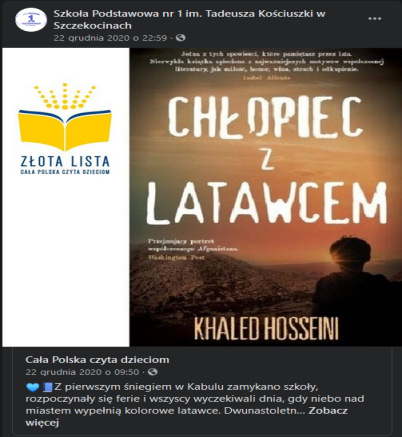 Szkoła Podstawowa nr 1 im. Tadeusza Kościuszki w
Szczekocinach
22 grudnia 2020 o 22:59 ·
Jedna z tych opowieści, które pamiętasz przez lata.
Niezwykła książka spleciona z najważniejszych motywów współczesnej
literatury, jak miłość, honor, wina, strach i odkupienie.
Isabel Allende
CHŁOPIEC
Z
LATAWCEM
ZŁOTA LISTA
CAŁA POLSKA CZYTA DZIECIOM
Przejmujący portret
współczesnego Afganistanu.
Washington Post
KHALED HOSSEINI
Cała Polska czyta dzieciom
22 grudnia 2020 o 09:50 ·
🩵📘Z pierwszym śniegiem w Kabulu zamykano szkoły,
rozpoczynały się ferie i wszyscy wyczekiwali dnia, gdy niebo nad
miastem wypełnią kolorowe latawce. Dwunastoletn... Zobacz
więcej